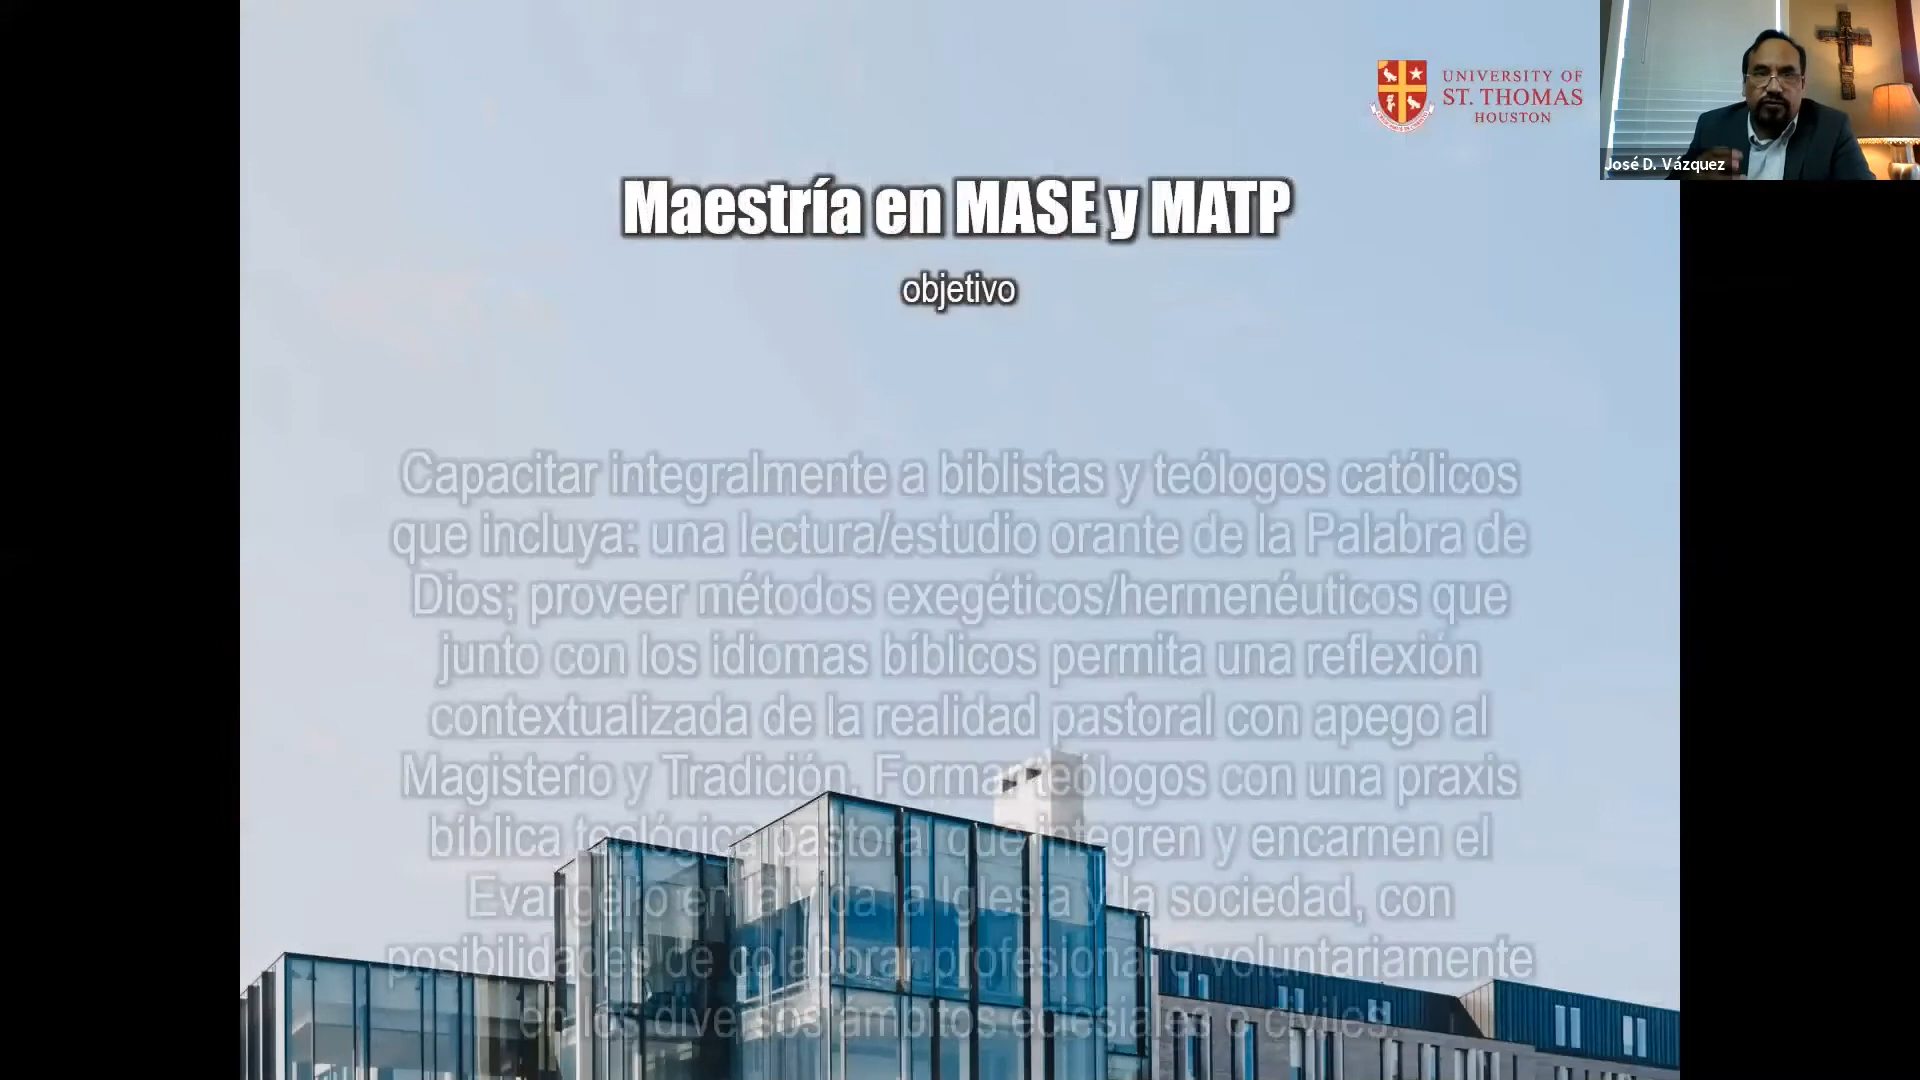 UNIVERSITY OF
ST. THOMAS
HOUSTON
José D. Vázquez
Maestría en MASE y MATP
objetivo
Capacitar integralmente a biblistas y teólogos católicos
que incluya: una lectura/estudio orante de la Palabra de
Dios; proveer métodos exegéticos/hermenéuticos que
junto con los idiomas bíblicos permita una reflexión
contextualizada de la realidad pastoral con apego al
Magisterio y Tradición. Formar teólogos con una praxis
bíblica teológica pastoral que integren y encarnen el
Evangelio en la vida la Iglesia y la sociedad, con
posibilidades de colaborar profesional o voluntariamente
en los diversos ámbitos eclesiales o civiles.